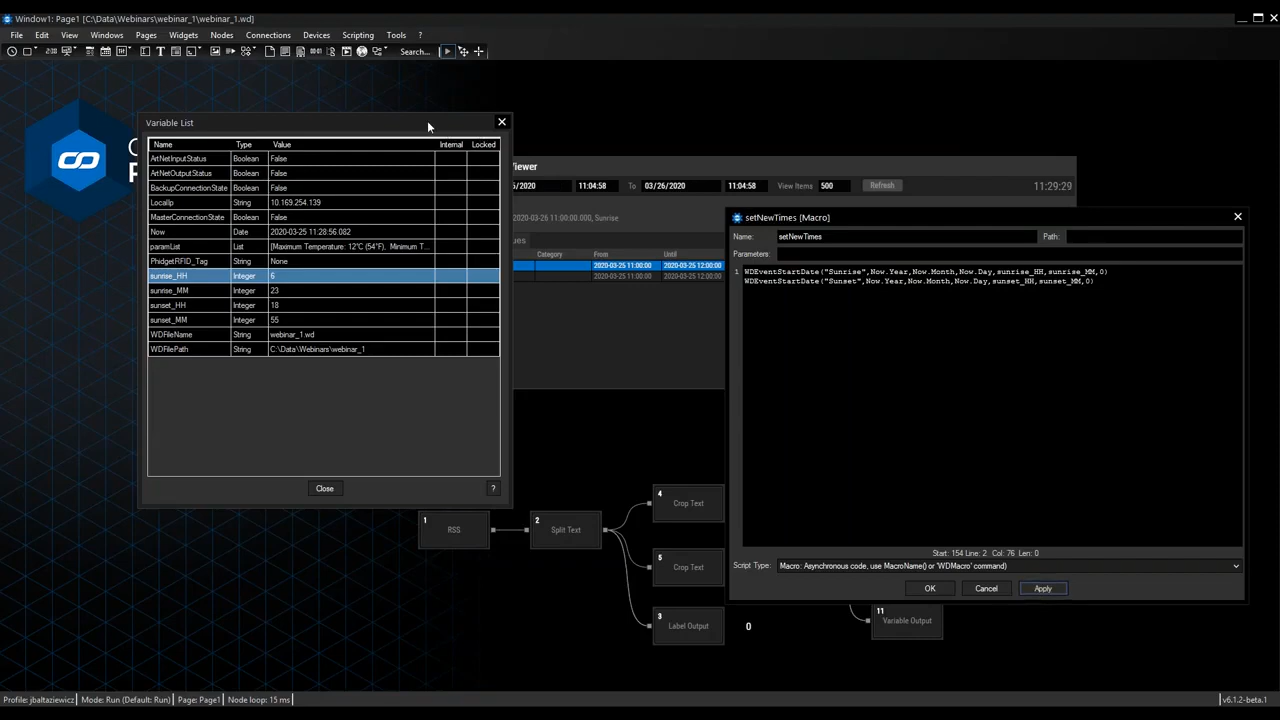 Window1: Page1 [C:\Data\Webinars\webinar_1\webinar_1.wd]
File Edit View Windows Pages Widgets Nodes Connections Devices Scripting Tools ?
Search...
Variable List
Name Type Value Internal Locked
ArtNetInputStatus Boolean False
ArtNetOutputStatus Boolean False
BackupConnectionState Boolean False
LocalIp String 10.169.254.139
MasterConnectionState Boolean False
Now Date 2020-03-25 11:28:56.082
paramList List [Maximum Temperature: 12°C (54°F), Minimum T...
PhidgetRFID_Tag String None
sunrise_HH Integer 6
sunrise_MM Integer 23
sunset_HH Integer 18
sunset_MM Integer 55
WDFileName String webinar_1.wd
WDFilePath String C:\Data\Webinars\webinar_1
Close ?
iewer
5/2020 11:04:58 To 03/26/2020 11:04:58 View Items 500 Refresh 11:29:29
2020-03-26 11:00:00.000, Sunrise
ues
Category From Until
2020-03-25 11:00:00 2020-03-25 12:00:00
2020-03-25 11:00:00 2020-03-26 12:00:00
setNewTimes [Macro]
Name: setNewTimes Path:
Parameters:
1 WDEventStartDate("Sunrise",Now.Year,Now.Month,Now.Day,sunrise_HH,sunrise_MM,0)
WDEventStartDate("Sunset",Now.Year,Now.Month,Now.Day,sunset_HH,sunset_MM,0)
Start: 154 Line: 2 Col: 76 Len: 0
Script Type: Macro: Asynchronous code, use MacroName() or 'WDMacro' command)
OK Cancel Apply
1 RSS
2 Split Text
4 Crop Text
5 Crop Text
3 Label Output
0
11 Variable Output
Profile: jbaltaziewicz Mode: Run (Default: Run) Page: Page1 Node loop: 15 ms v6.1.2-beta.1